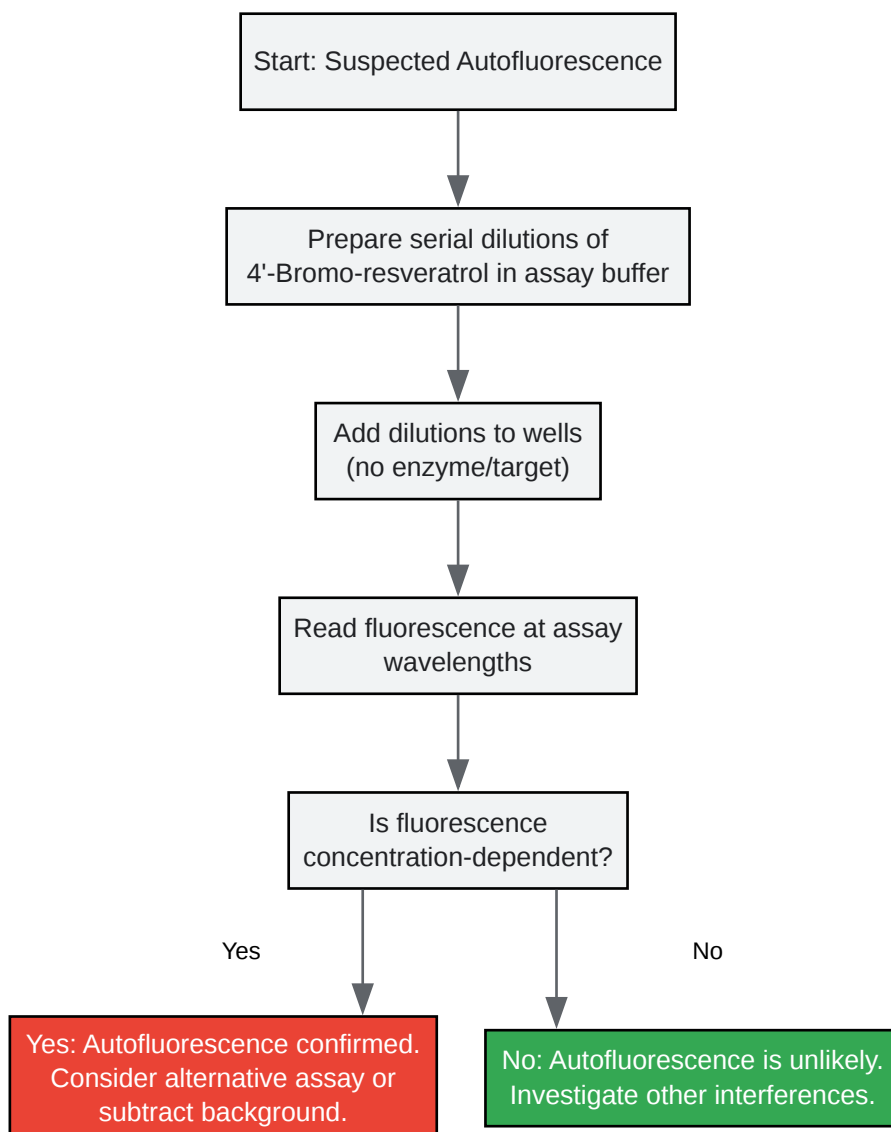 Start: Suspected Autofluorescence
Prepare serial dilutions of
4'-Bromo-resveratrol in assay buffer
Add dilutions to wells
(no enzyme/target)
Read fluorescence at assay
wavelengths
Is fluorescence
concentration-dependent?
Yes
No
Yes: Autofluorescence confirmed.
Consider alternative assay or
subtract background.
No: Autofluorescence is unlikely.
Investigate other interferences.